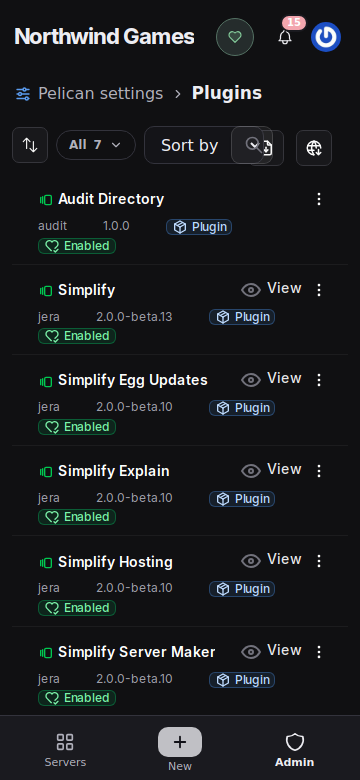 Northwind Games
15
Pelican settings > Plugins
All 7
Sort by
Audit Directory
audit 1.0.0 Plugin
Enabled
Simplify View
jera 2.0.0-beta.13 Plugin
Enabled
Simplify Egg Updates View
jera 2.0.0-beta.10 Plugin
Enabled
Simplify Explain View
jera 2.0.0-beta.10 Plugin
Enabled
Simplify Hosting View
jera 2.0.0-beta.10 Plugin
Enabled
Simplify Server Maker View
jera 2.0.0-beta.10 Plugin
Enabled
Servers New Admin